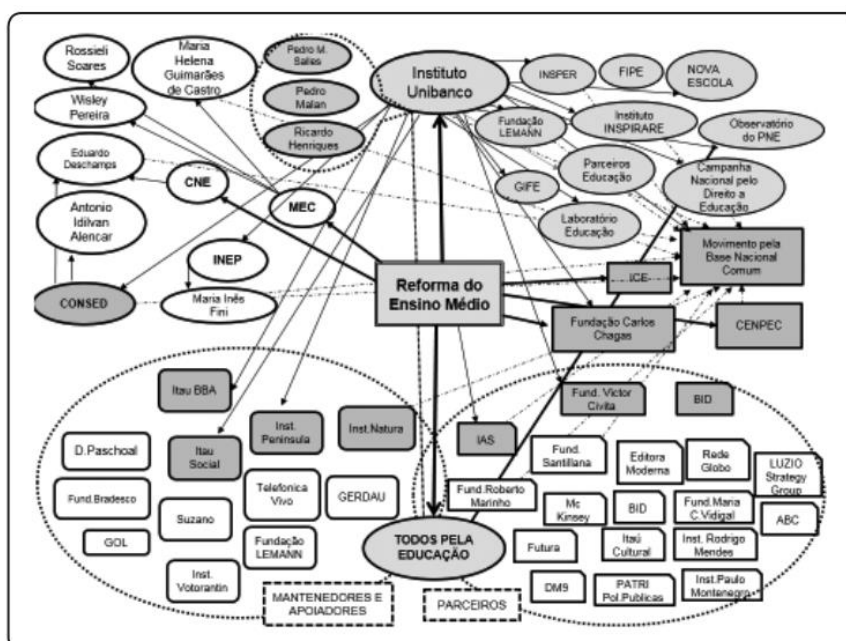 Rossieli
Soares
Maria
Helena
Guimarães
de Castro
Pedro M.
Salles
Pedro
Malan
Ricardo
Henriques
Instituto
Unibanco
INSPER
FIPE
NOVA
ESCOLA
Wisley
Pereira
Fundação
LEMANN
Instituto
INSPIRARE
Observatório
do PNE
Eduardo
Deschamps
CNE
MEC
Parceiros
Educação
GIFE
Campanha
Nacional pelo
Direito a
Educação
Antonio
Idilvan
Alencar
Laboratório
Educação
INEP
Movimento pela
Base Nacional
Comum
CONSED
Maria Inês
Fini
Reforma do
Ensino Médio
ICE
Fundação Carlos
Chagas
CENPEC
Itau BBA
Fund. Victor
Civita
BID
Inst.
Peninsula
Inst.Natura
IAS
D.Paschoal
Itau
Social
Fund.
Santillana
Editora
Moderna
Rede
Globo
LUZIO
Strategy
Group
Fund.Bradesco
Suzano
Telefonica
Vivo
GERDAU
Fund.Roberto
Marinho
Mc
Kinsey
BID
Fund.Maria
C.Vidigal
ABC
GOL
Fundação
LEMANN
TODOS PELA
EDUCAÇÃO
Futura
Itaú
Cultural
Inst. Rodrigo
Mendes
Inst.
Votorantin
DM9
PATRI
Pol.Publicas
Inst.Paulo
Montenegro
MANTENEDORES E
APOIADORES
PARCEIROS